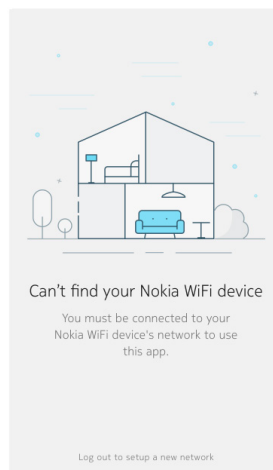 Can't find your Nokia WiFi device
You must be connected to your
Nokia WiFi device's network to use
this app.
Log out to setup a new network